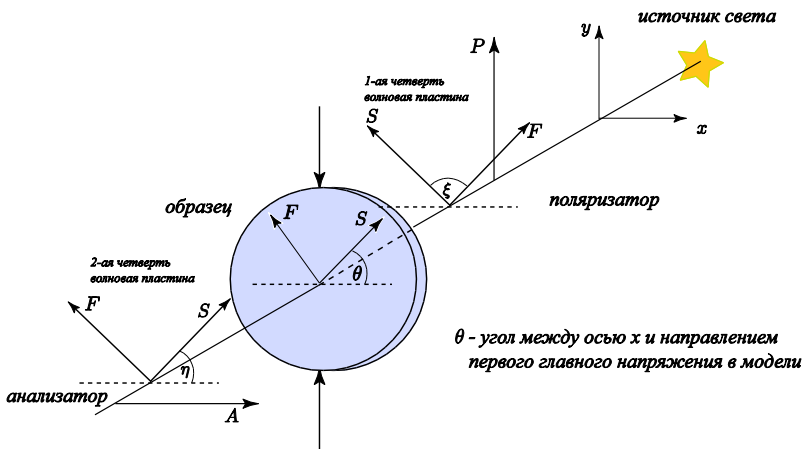 источник света
y
P
1-ая четверть
волновая пластина
S
F
x
ξ
поляризатор
образец
F
S
θ
2-ая четверть
волновая пластина
F
S
η
θ - угол между осью x и направлением
первого главного напряжения в модели
анализатор
A